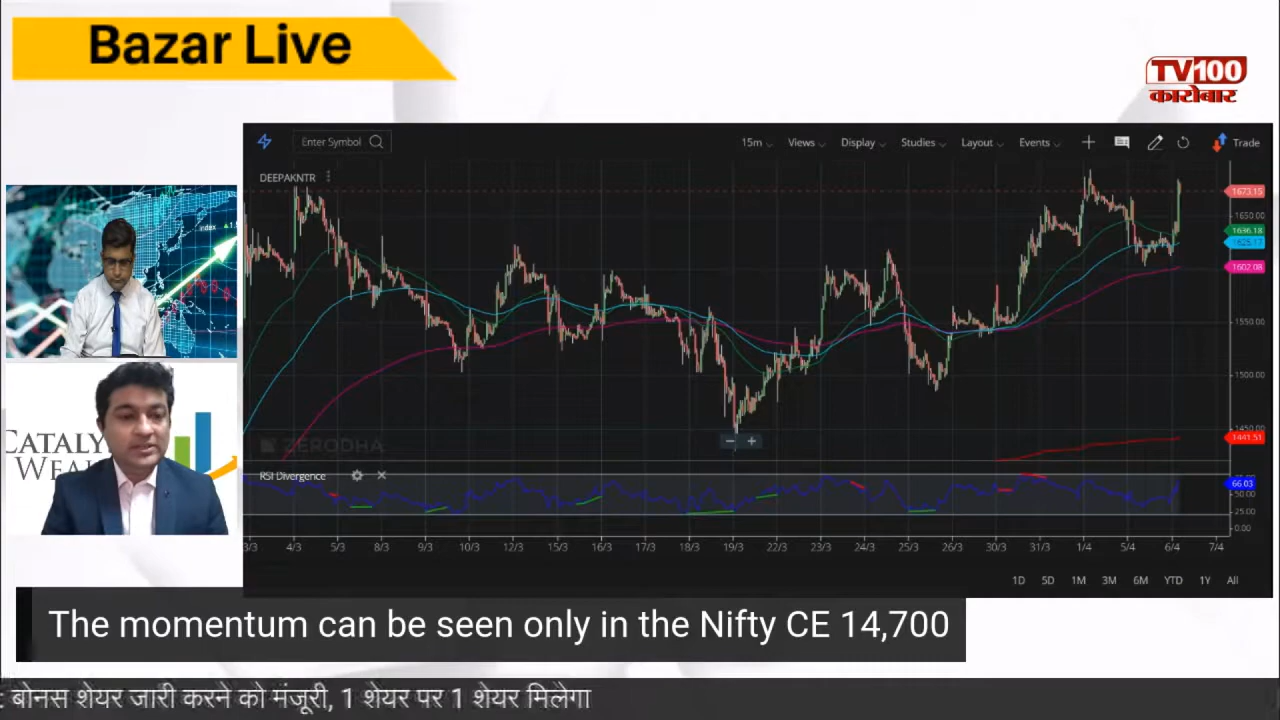 Bazar Live
TV100
कारोबार
Enter Symbol
15m
Views
Display
Studies
Layout
Events
Trade
DEEPAKNTR
1673.15
1650.00
1636.18
1602.08
1550.00
1500.00
1450.00
1441.51
index
CATALY
WEA
ZERODHA
RSI Divergence
66.03
50.00
25.00
0.00
3/3 4/3 5/3 8/3 9/3 10/3 12/3 15/3 16/3 17/3 18/3 19/3 22/3 23/3 24/3 25/3 26/3 30/3 31/3 1/4 5/4 6/4 7/4
1D 5D 1M 3M 6M YTD 1Y All
The momentum can be seen only in the Nifty CE 14,700
: बोनस शेयर जारी करने को मंजूरी, 1 शेयर पर 1 शेयर मिलेगा